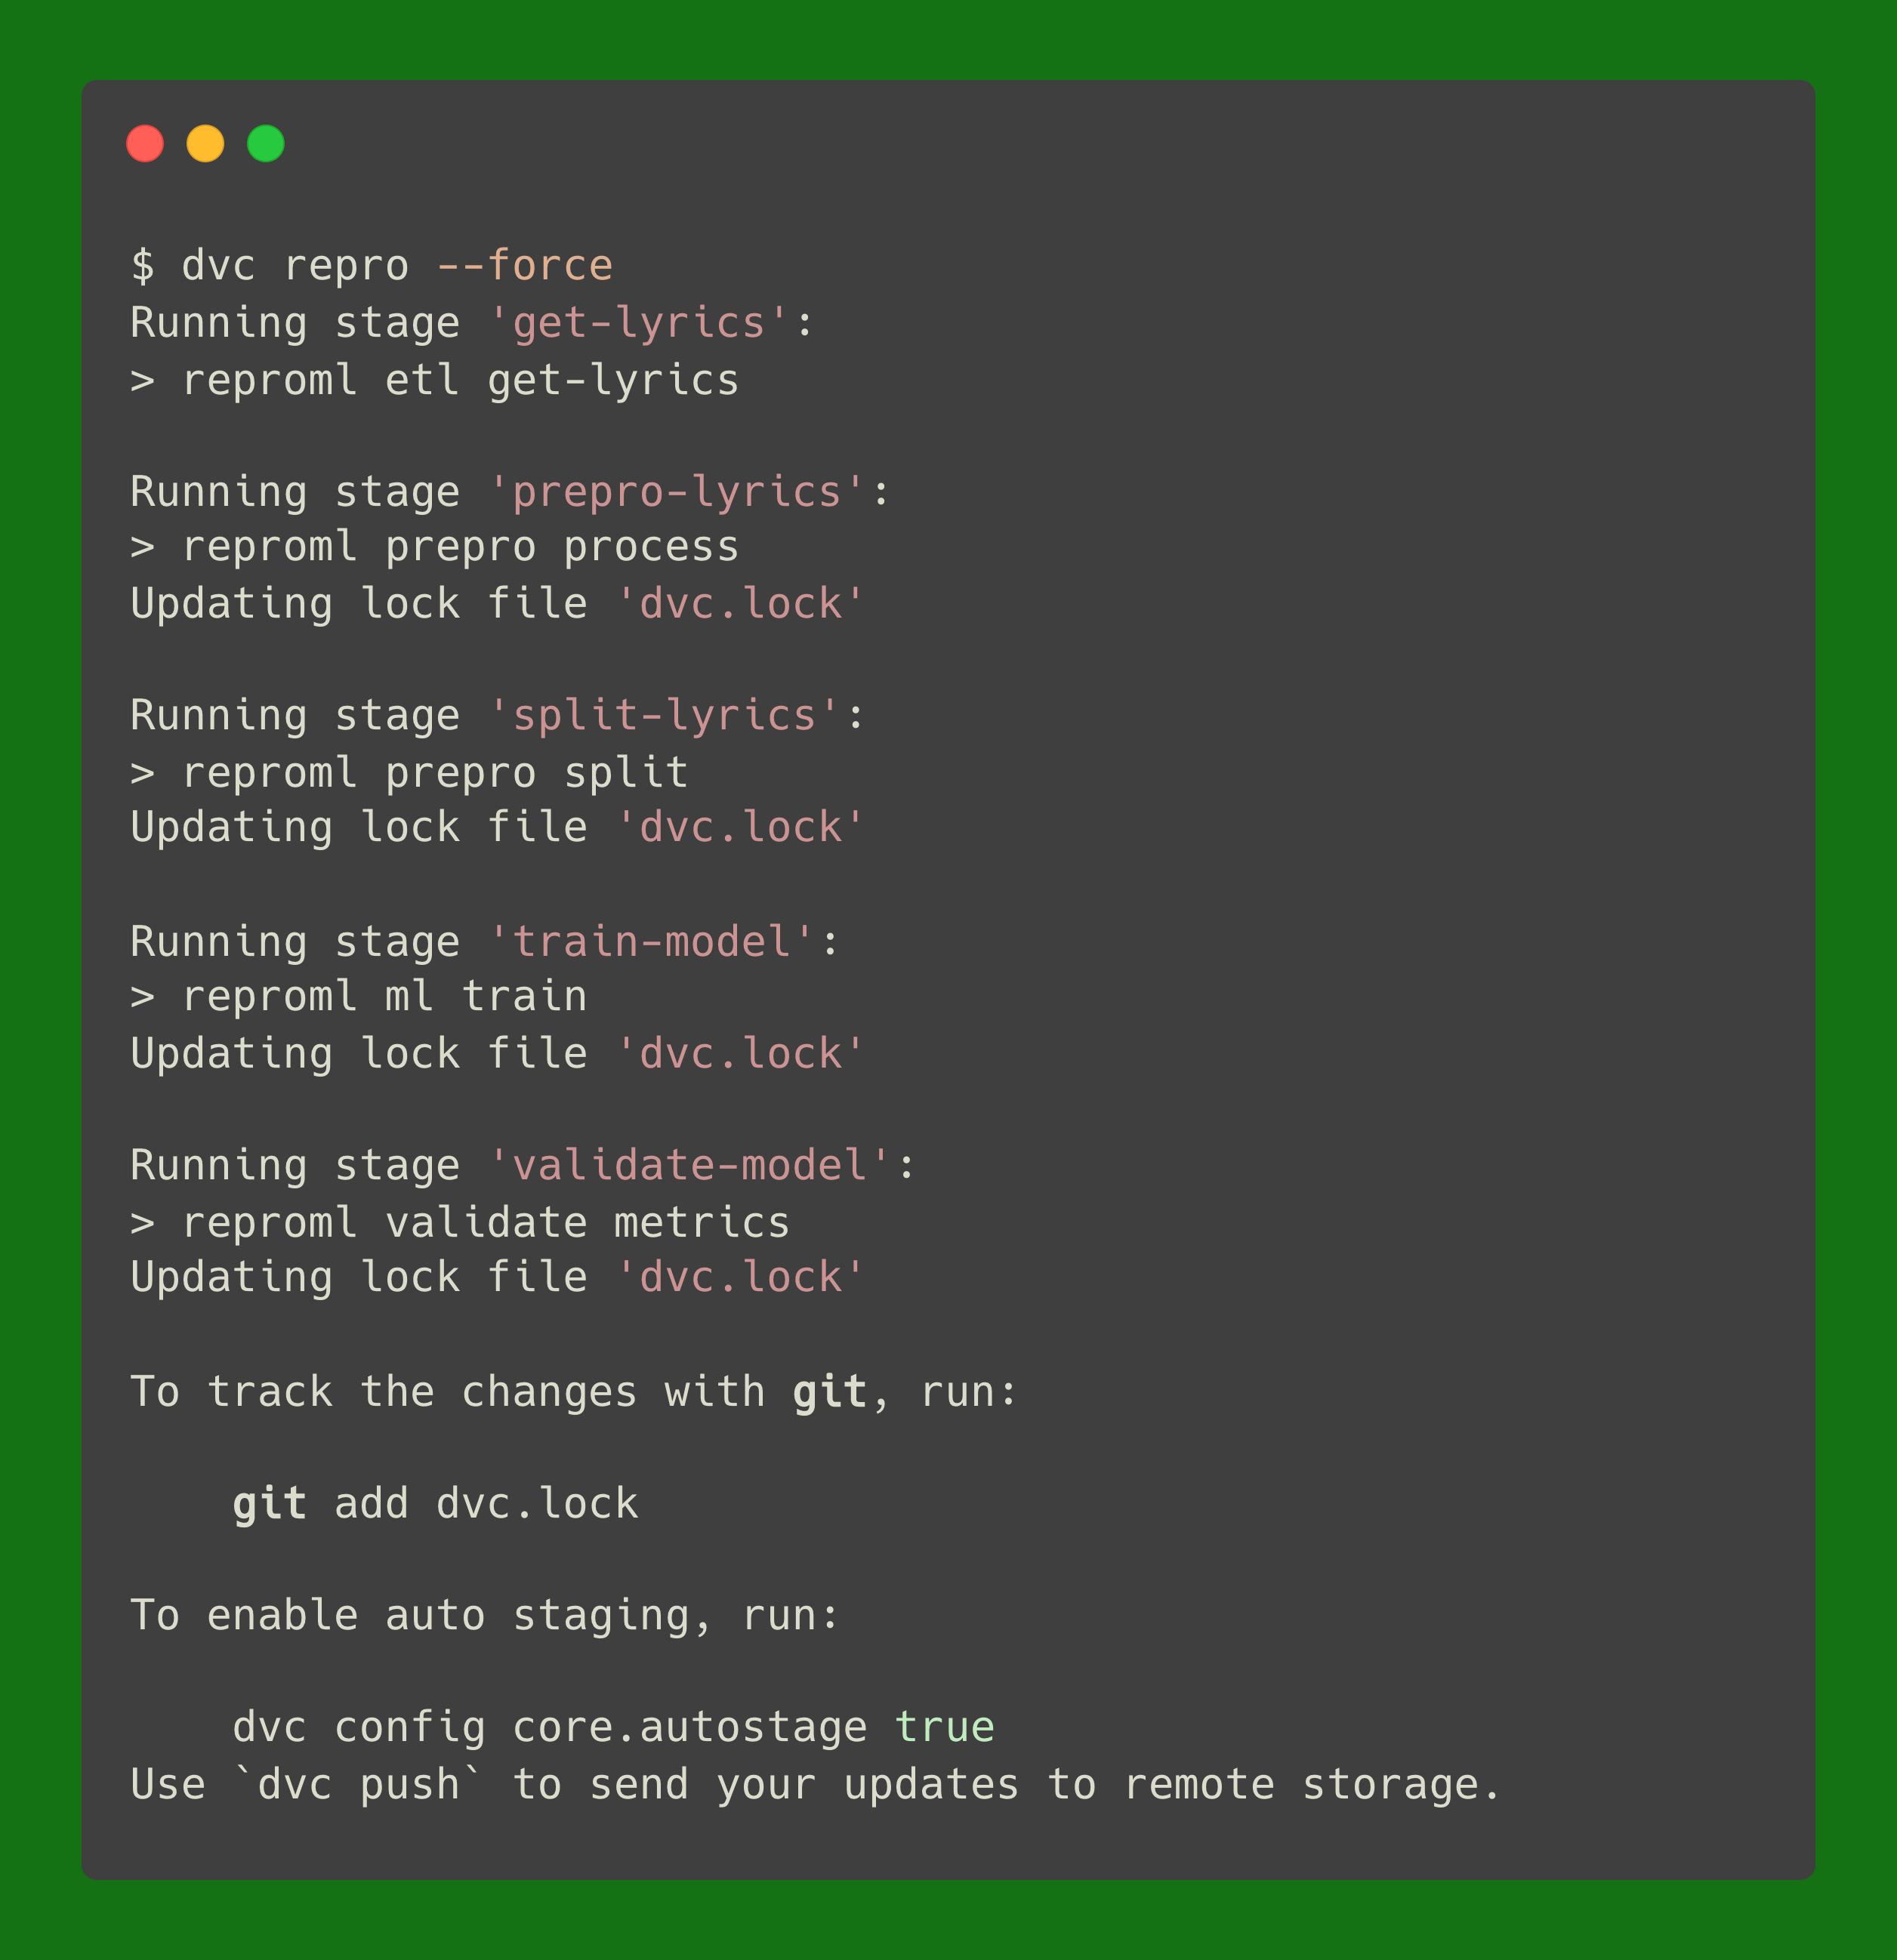 $ dvc repro --force
Running stage 'get-lyrics':
> reproml etl get-lyrics

Running stage 'prepro-lyrics':
> reproml prepro process
Updating lock file 'dvc.lock'

Running stage 'split-lyrics':
> reproml prepro split
Updating lock file 'dvc.lock'

Running stage 'train-model':
> reproml ml train
Updating lock file 'dvc.lock'

Running stage 'validate-model':
> reproml validate metrics
Updating lock file 'dvc.lock'

To track the changes with git, run:

    git add dvc.lock

To enable auto staging, run:

    dvc config core.autostage true
Use `dvc push` to send your updates to remote storage.